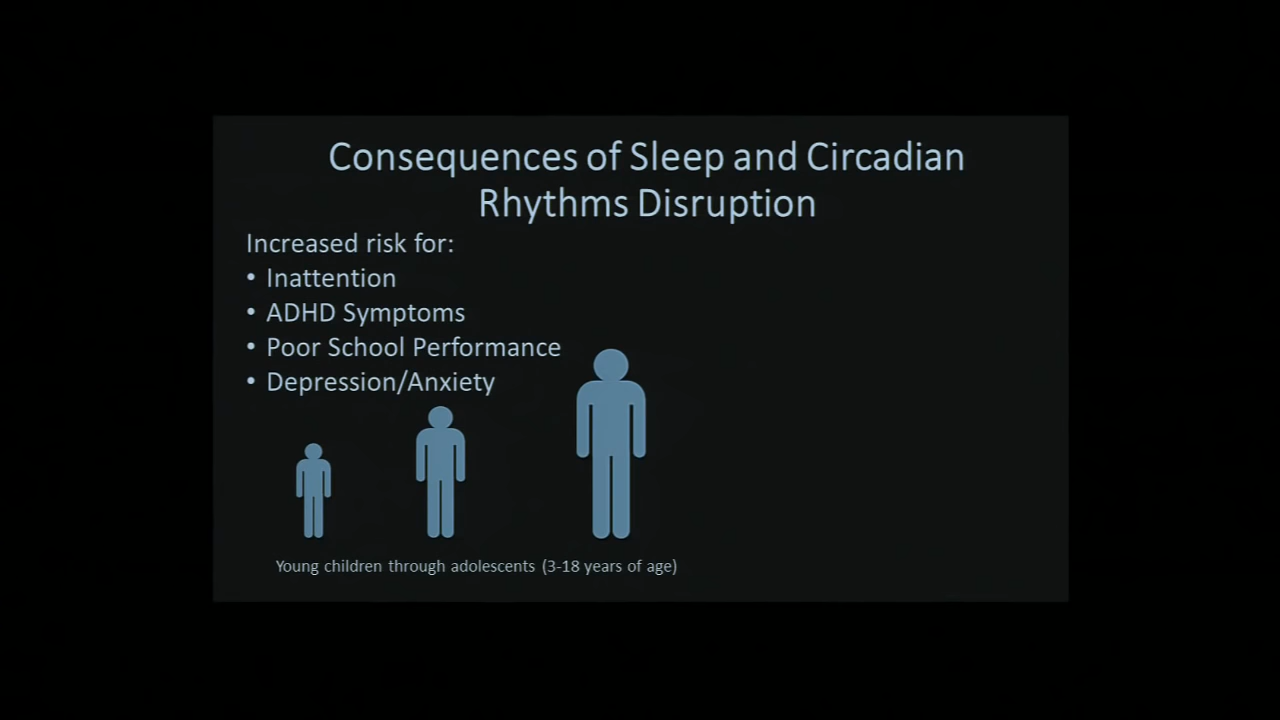 Consequences of Sleep and Circadian
Rhythms Disruption
Increased risk for:
• Inattention
• ADHD Symptoms
• Poor School Performance
• Depression/Anxiety
Young children through adolescents (3-18 years of age)